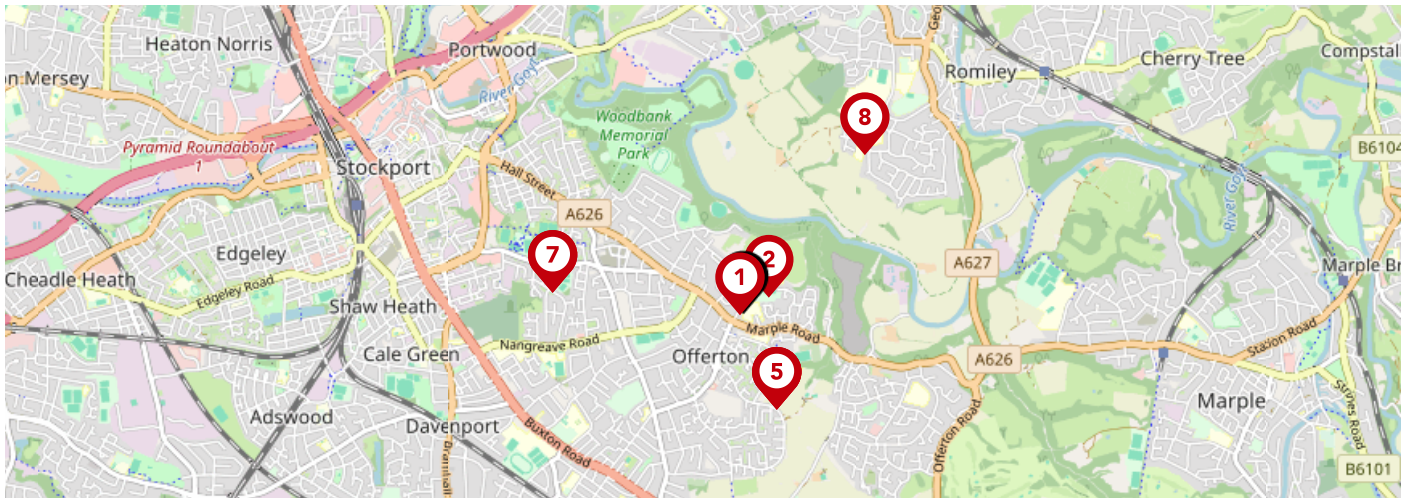 Heaton Norris
Portwood
Geo
Compstall
Cherry Tree
Romiley
on Mersey
River Goyt
8
Woodbank
Memorial
Park
Pyramid Roundabout
1
B6104
Stockport
Hall Street
River Goyt
A626
Edgeley
7
2
A627
Marple Br
1
Cheadle Heath
Edgeley Road
Shaw Heath
Marple Road
Station Road
Nangreave Road
Cale Green
Offerton
A626
5
Marple
Strines Road
Adswood
Davenport
Buxton Road
Offerton Road
Bramhall
B6101